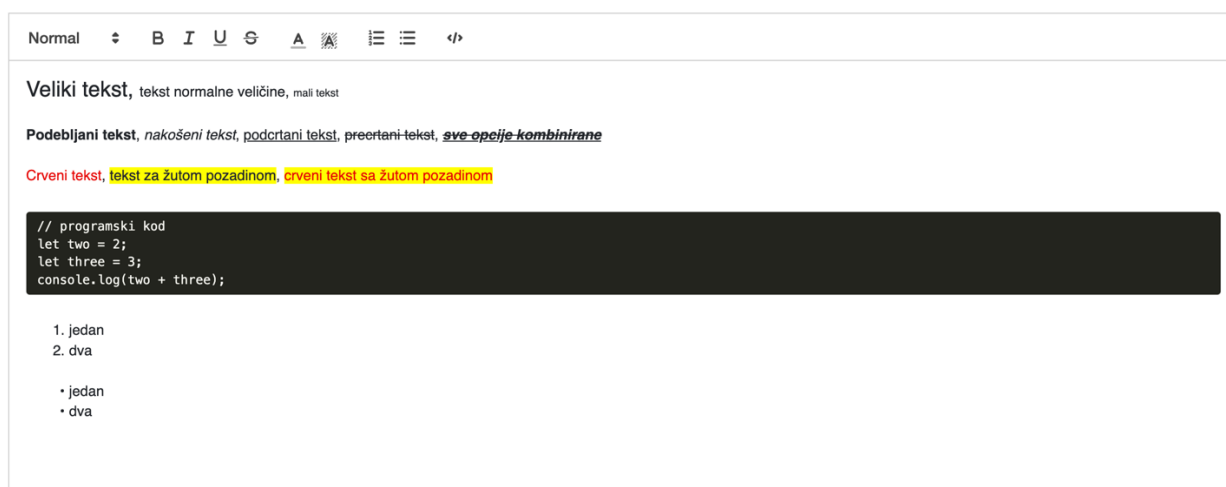 Normal B I U S A A </>
Veliki tekst, tekst normalne veličine, mali tekst
Podebljani tekst, nakošeni tekst, podcrtani tekst, precrtani tekst, sve opcije kombinirane
Crveni tekst, tekst za žutom pozadinom, crveni tekst sa žutom pozadinom
// programski kod
let two = 2;
let three = 3;
console.log(two + three);
1. jedan
2. dva
• jedan
• dva